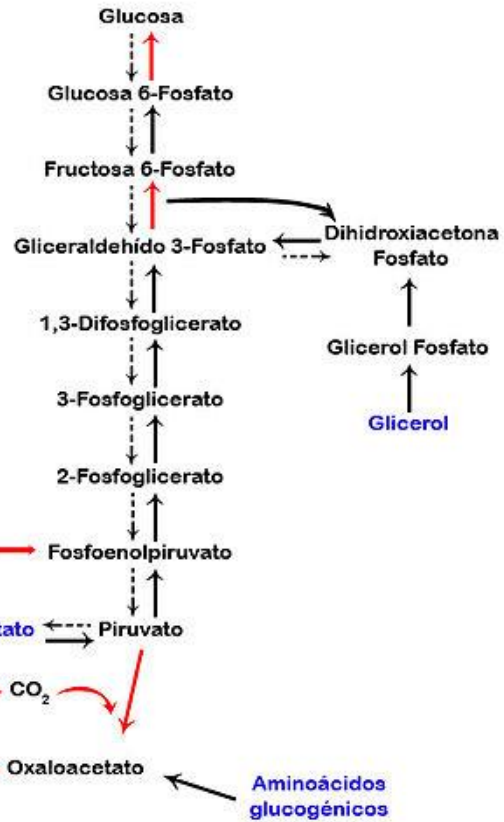 Glucosa
Glucosa 6-Fosfato
Fructosa 6-Fosfato
Gliceraldehído 3-Fosfato
Dihidroxiacetona
Fosfato
1,3-Difosfoglicerato
Glicerol Fosfato
3-Fosfoglicerato
Glicerol
2-Fosfoglicerato
Fosfoenolpiruvato
Piruvato
CO₂
Oxaloacetato
Aminoácidos
glucogénicos